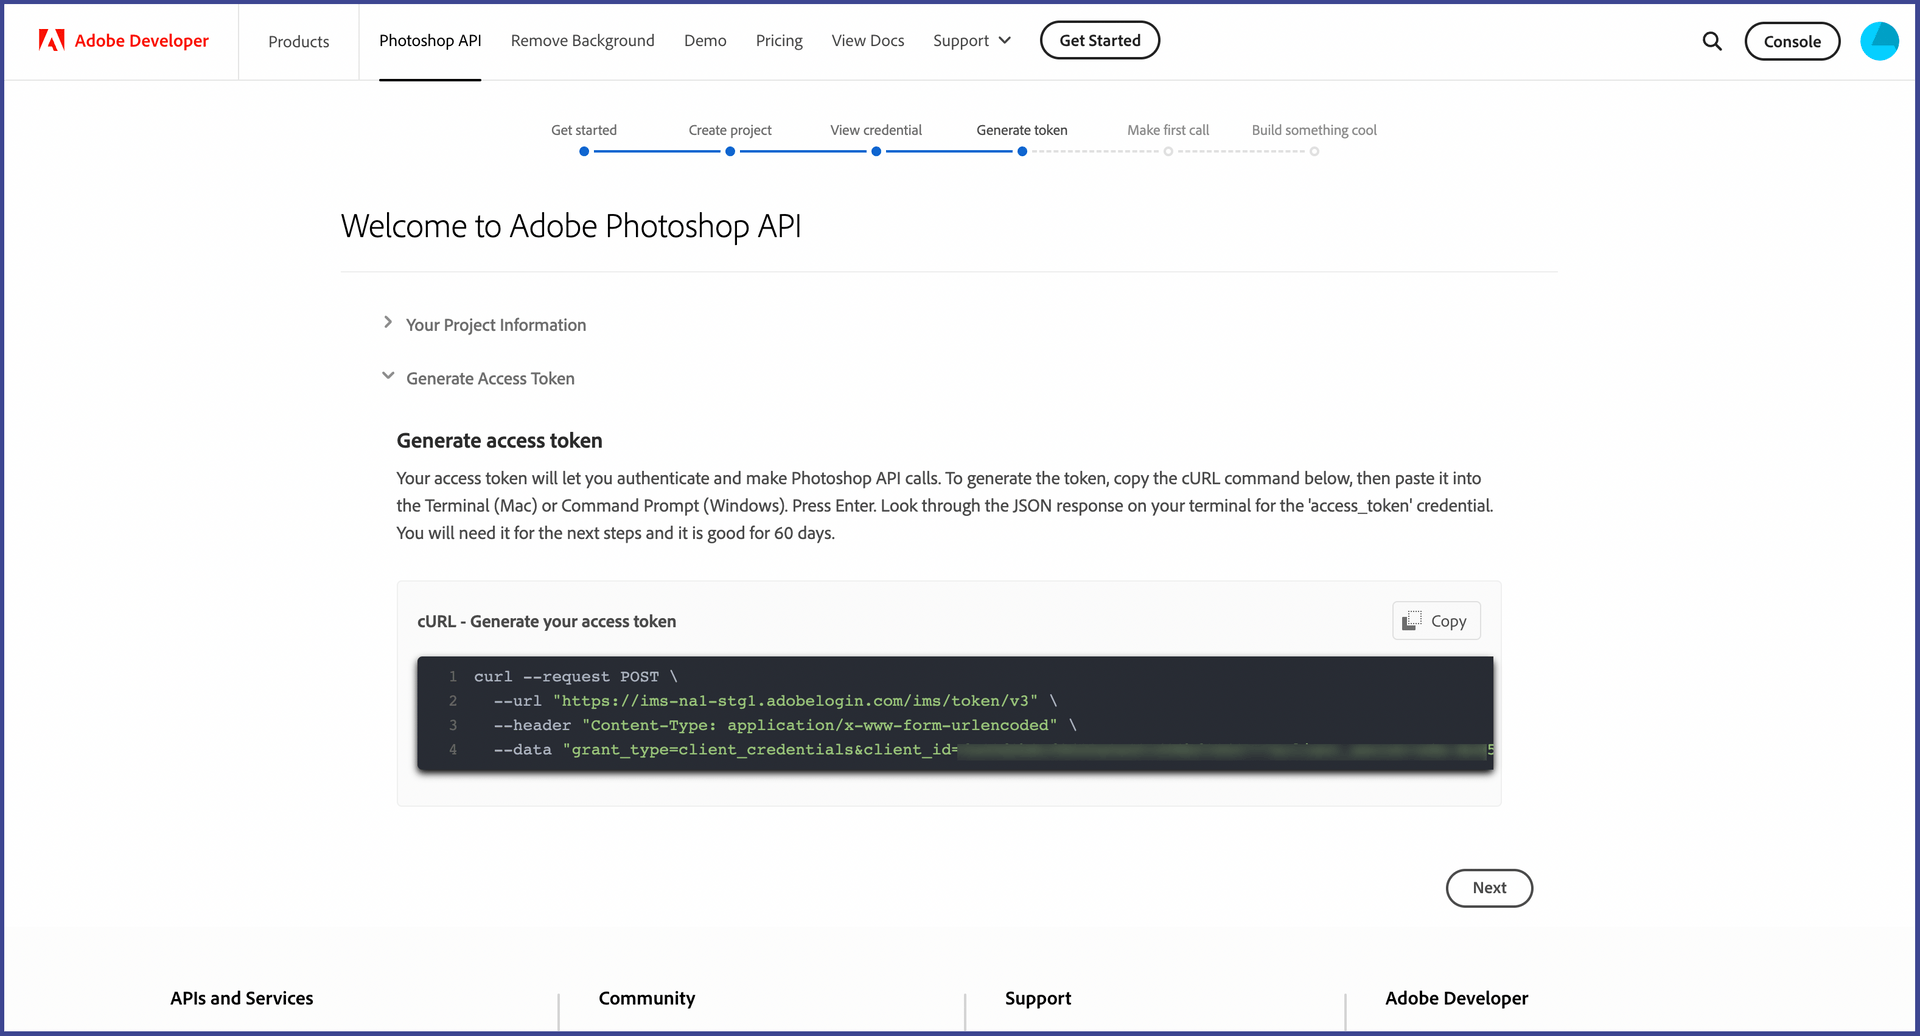 Adobe Developer
Products
Photoshop API
Remove Background
Demo
Pricing
View Docs
Support
Get Started
Console
Get started
Create project
View credential
Generate token
Make first call
Build something cool
Welcome to Adobe Photoshop API
Your Project Information
Generate Access Token
Generate access token
Your access token will let you authenticate and make Photoshop API calls. To generate the token, copy the cURL command below, then paste it into
the Terminal (Mac) or Command Prompt (Windows). Press Enter. Look through the JSON response on your terminal for the 'access_token' credential.
You will need it for the next steps and it is good for 60 days.
cURL - Generate your access token
Copy
1 curl --request POST \
2 --url "https://ims-na1-stg1.adobelogin.com/ims/token/v3" \
3 --header "Content-Type: application/x-www-form-urlencoded" \
4 --data "grant_type=client_credentials&client_id=
Next
APIs and Services
Community
Support
Adobe Developer